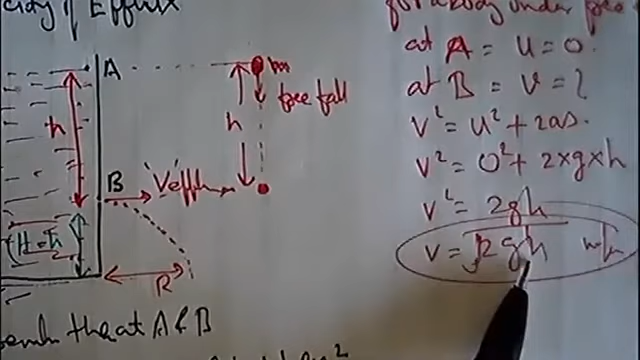 of Efflux
A
m
free fall
h
h
B
Vefflux
(H-h)
R
that A & B
for a body under free
at A = u = 0.
at B = v = ?
v² = u² + 2as.
v² = 0² + 2×g×h
v² = 2gh
v = √2gh m/s